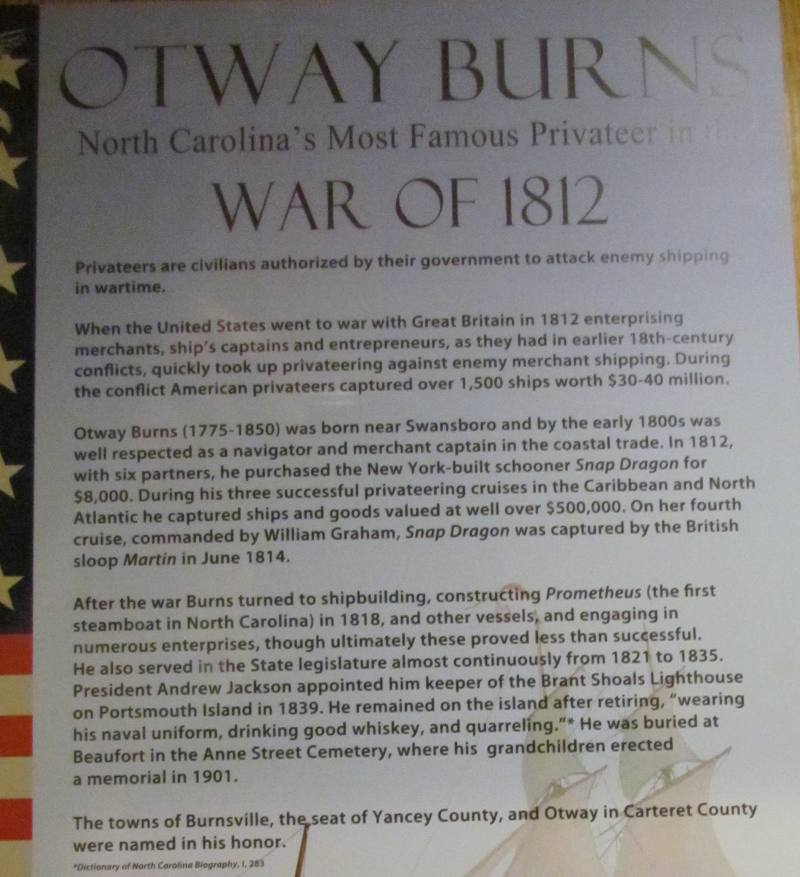 OTWAY BURNS
North Carolina's Most Famous Privateer in
WAR OF 1812
Privateers are civilians authorized by their government to attack enemy shipping
in wartime.
When the United States went to war with Great Britain in 1812 enterprising
merchants, ship's captains and entrepreneurs, as they had in earlier 18th-century
conflicts, quickly took up privateering against enemy merchant shipping. During
the conflict American privateers captured over 1,500 ships worth $30-40 million.
Otway Burns (1775-1850) was born near Swansboro and by the early 1800s was
well respected as a navigator and merchant captain in the coastal trade. In 1812,
with six partners, he purchased the New York-built schooner Snap Dragon for
$8,000. During his three successful privateering cruises in the Caribbean and North
Atlantic he captured ships and goods valued at well over $500,000. On her fourth
cruise, commanded by William Graham, Snap Dragon was captured by the British
sloop Martin in June 1814.
After the war Burns turned to shipbuilding, constructing Prometheus (the first
steamboat in North Carolina) in 1818, and other vessels, and engaging in
numerous enterprises, though ultimately these proved less than successful.
He also served in the State legislature almost continuously from 1821 to 1835.
President Andrew Jackson appointed him keeper of the Brant Shoals Lighthouse
on Portsmouth Island in 1839. He remained on the island after retiring, "wearing
his naval uniform, drinking good whiskey, and quarreling."* He was buried at
Beaufort in the Anne Street Cemetery, where his grandchildren erected
a memorial in 1901.
The towns of Burnsville, the seat of Yancey County, and Otway in Carteret County
were named in his honor.
*Dictionary of North Carolina Biography, I, 283